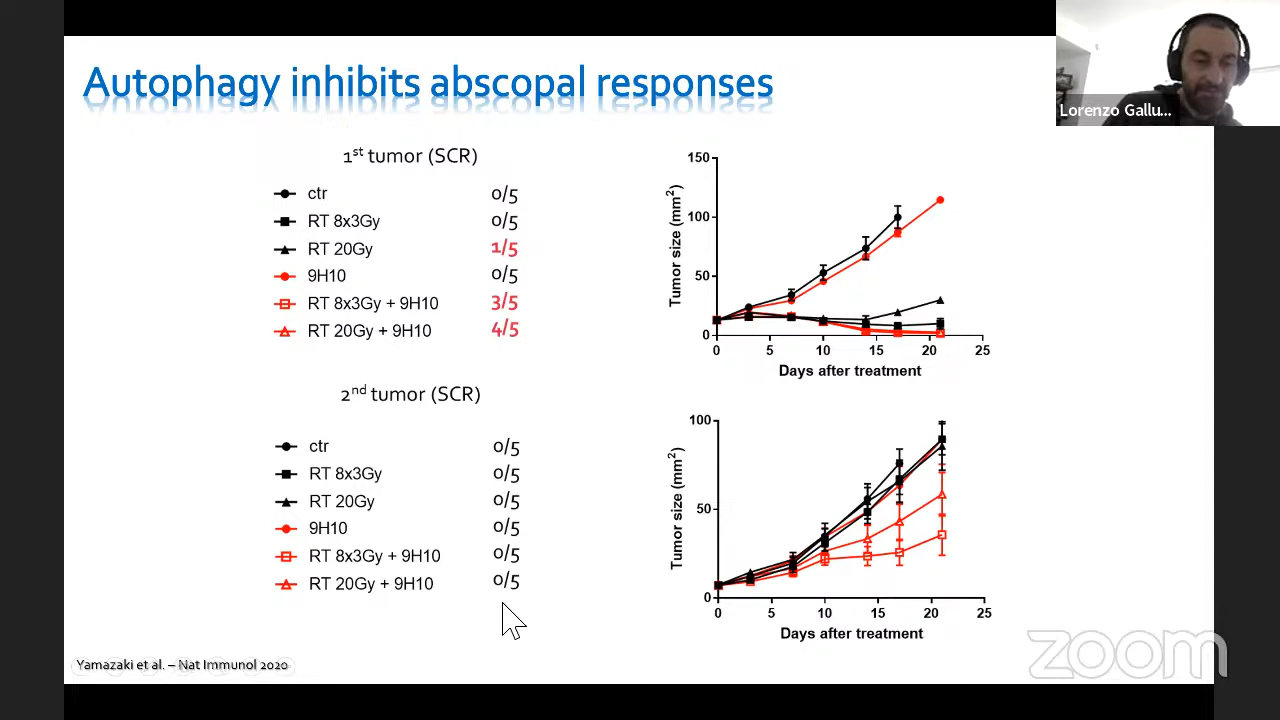 Autophagy inhibits abscopal responses
Lorenzo Gallu...
1st tumor (SCR)
ctr 0/5
RT 8x3Gy 0/5
RT 20Gy 1/5
9H10 0/5
RT 8x3Gy + 9H10 3/5
RT 20Gy + 9H10 4/5
150
100
50
0
Tumor size (mm2)
0 5 10 15 20 25
Days after treatment
2nd tumor (SCR)
ctr 0/5
RT 8x3Gy 0/5
RT 20Gy 0/5
9H10 0/5
RT 8x3Gy + 9H10 0/5
RT 20Gy + 9H10 0/5
100
50
0
Tumor size (mm2)
0 5 10 15 20 25
Days after treatment
Yamazaki et al. – Nat Immunol 2020
zoom